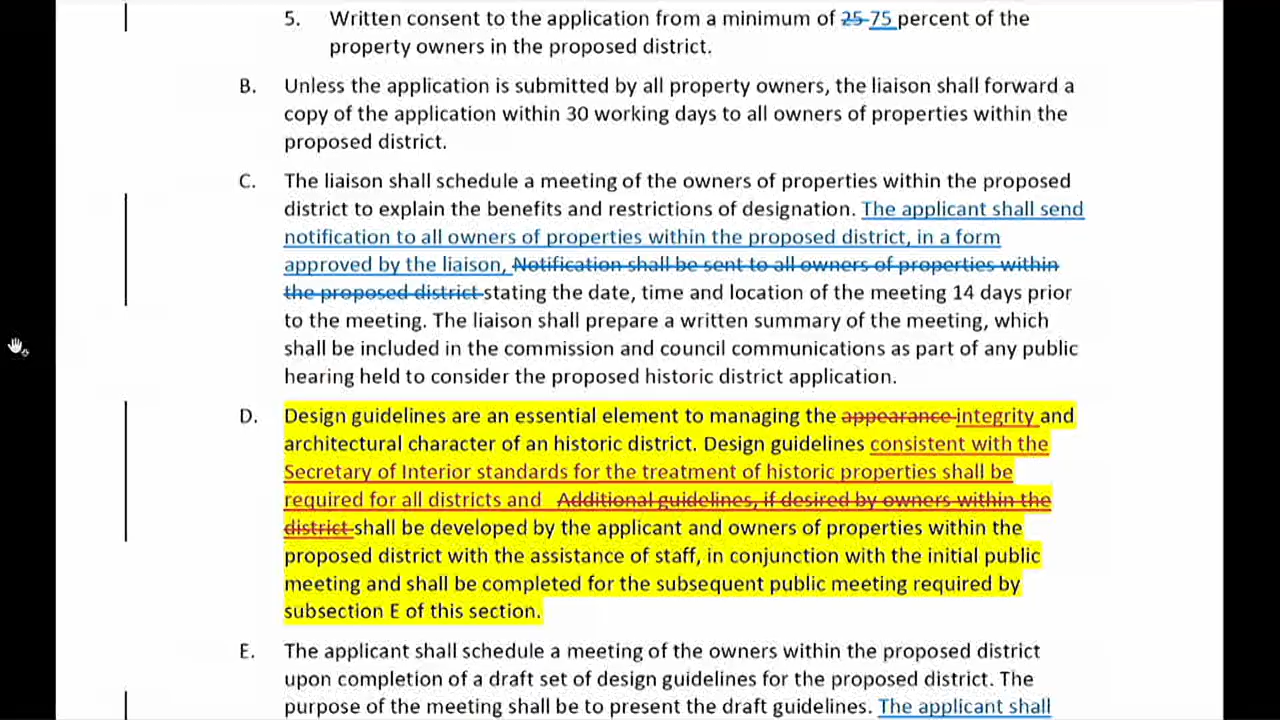 5. Written consent to the application from a minimum of 25 75 percent of the
property owners in the proposed district.
B. Unless the application is submitted by all property owners, the liaison shall forward a
copy of the application within 30 working days to all owners of properties within the
proposed district.
C. The liaison shall schedule a meeting of the owners of properties within the proposed
district to explain the benefits and restrictions of designation. The applicant shall send
notification to all owners of properties within the proposed district, in a form
approved by the liaison, Notification shall be sent to all owners of properties within
the proposed district stating the date, time and location of the meeting 14 days prior
to the meeting. The liaison shall prepare a written summary of the meeting, which
shall be included in the commission and council communications as part of any public
hearing held to consider the proposed historic district application.
D. Design guidelines are an essential element to managing the appearance integrity and
architectural character of an historic district. Design guidelines consistent with the
Secretary of Interior standards for the treatment of historic properties shall be
required for all districts and Additional guidelines, if desired by owners within the
district shall be developed by the applicant and owners of properties within the
proposed district with the assistance of staff, in conjunction with the initial public
meeting and shall be completed for the subsequent public meeting required by
subsection E of this section.
E. The applicant shall schedule a meeting of the owners within the proposed district
upon completion of a draft set of design guidelines for the proposed district. The
purpose of the meeting shall be to present the draft guidelines. The applicant shall